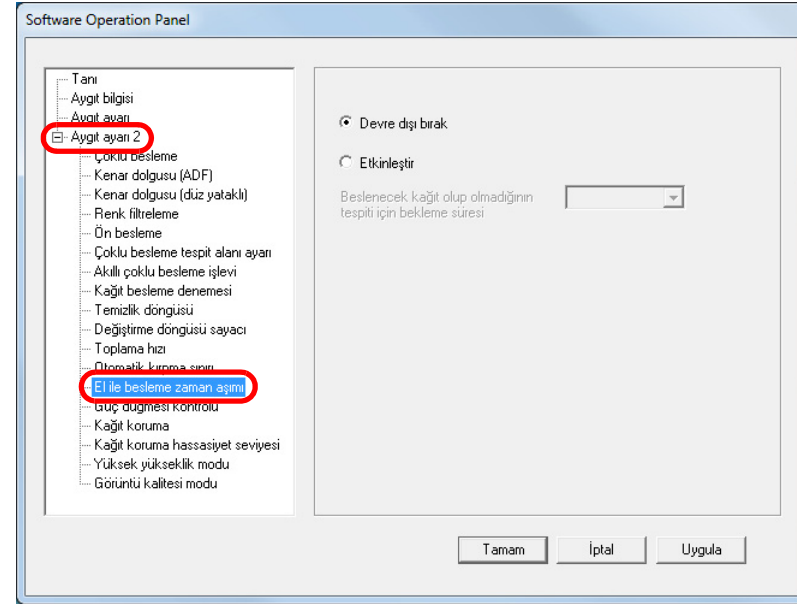 Software Operation Panel
Tanı
Aygıt bilgisi
Aygıt ayarı
Aygıt ayarı 2
Çoklu besleme
Kenar dolgusu (ADF)
Kenar dolgusu (düz yataklı)
Renk filtreleme
Ön besleme
Çoklu besleme tespit alanı ayarı
Akıllı çoklu besleme işlevi
Kağıt besleme denemesi
Temizlik döngüsü
Değiştirme döngüsü sayacı
Toplama hızı
Otomatik kırpma sınırı
El ile besleme zaman aşımı
Güç düğmesi kontrolü
Kağıt koruma
Kağıt koruma hassasiyet seviyesi
Yüksek yükseklik modu
Görüntü kalitesi modu
Devre dışı bırak
Etkinleştir
Beslenecek kağıt olup olmadığının
tespiti için bekleme süresi
Tamam
İptal
Uygula